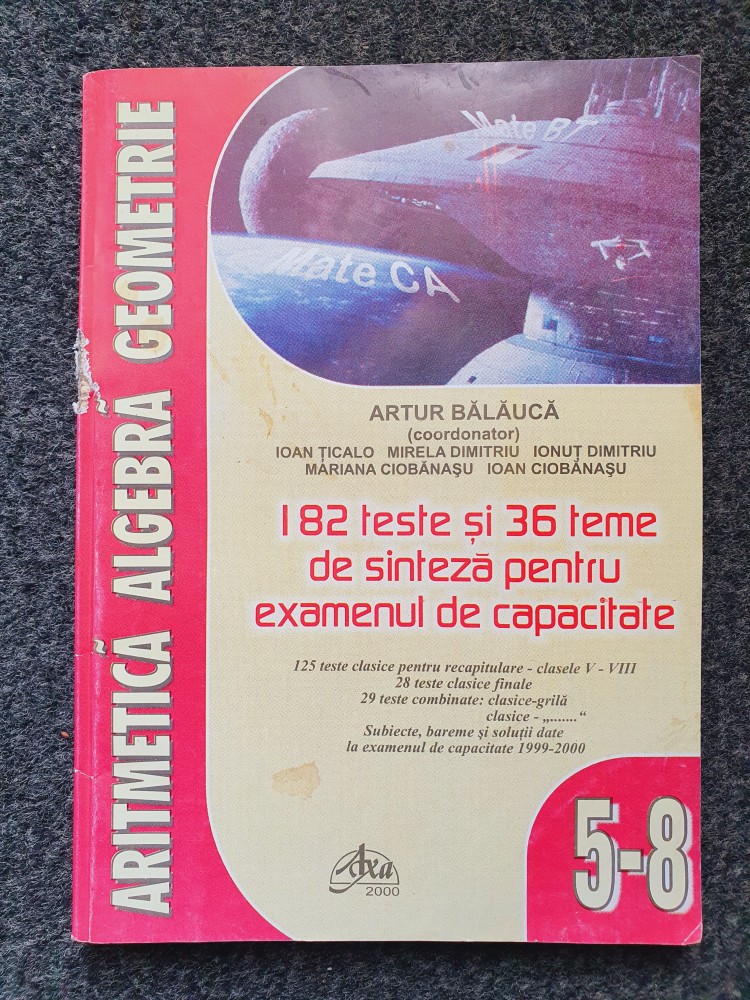 ARITMETICĂ ALGEBRĂ GEOMETRIE
Mate BT
Mate CA
ARTUR BĂLĂUCĂ
(coordonator)
IOAN ȚICALO MIRELA DIMITRIU IONUȚ DIMITRIU
MARIANA CIOBĂNAŞU IOAN CIOBĂNAŞU
182 teste și 36 teme
de sinteză pentru
examenul de capacitate
125 teste clasice pentru recapitulare - clasele V - VIII
28 teste clasice finale
29 teste combinate: clasice-grilă
clasice - „.......“
Subiecte, bareme și soluții date
la examenul de capacitate 1999-2000
5-8
Axa
2000